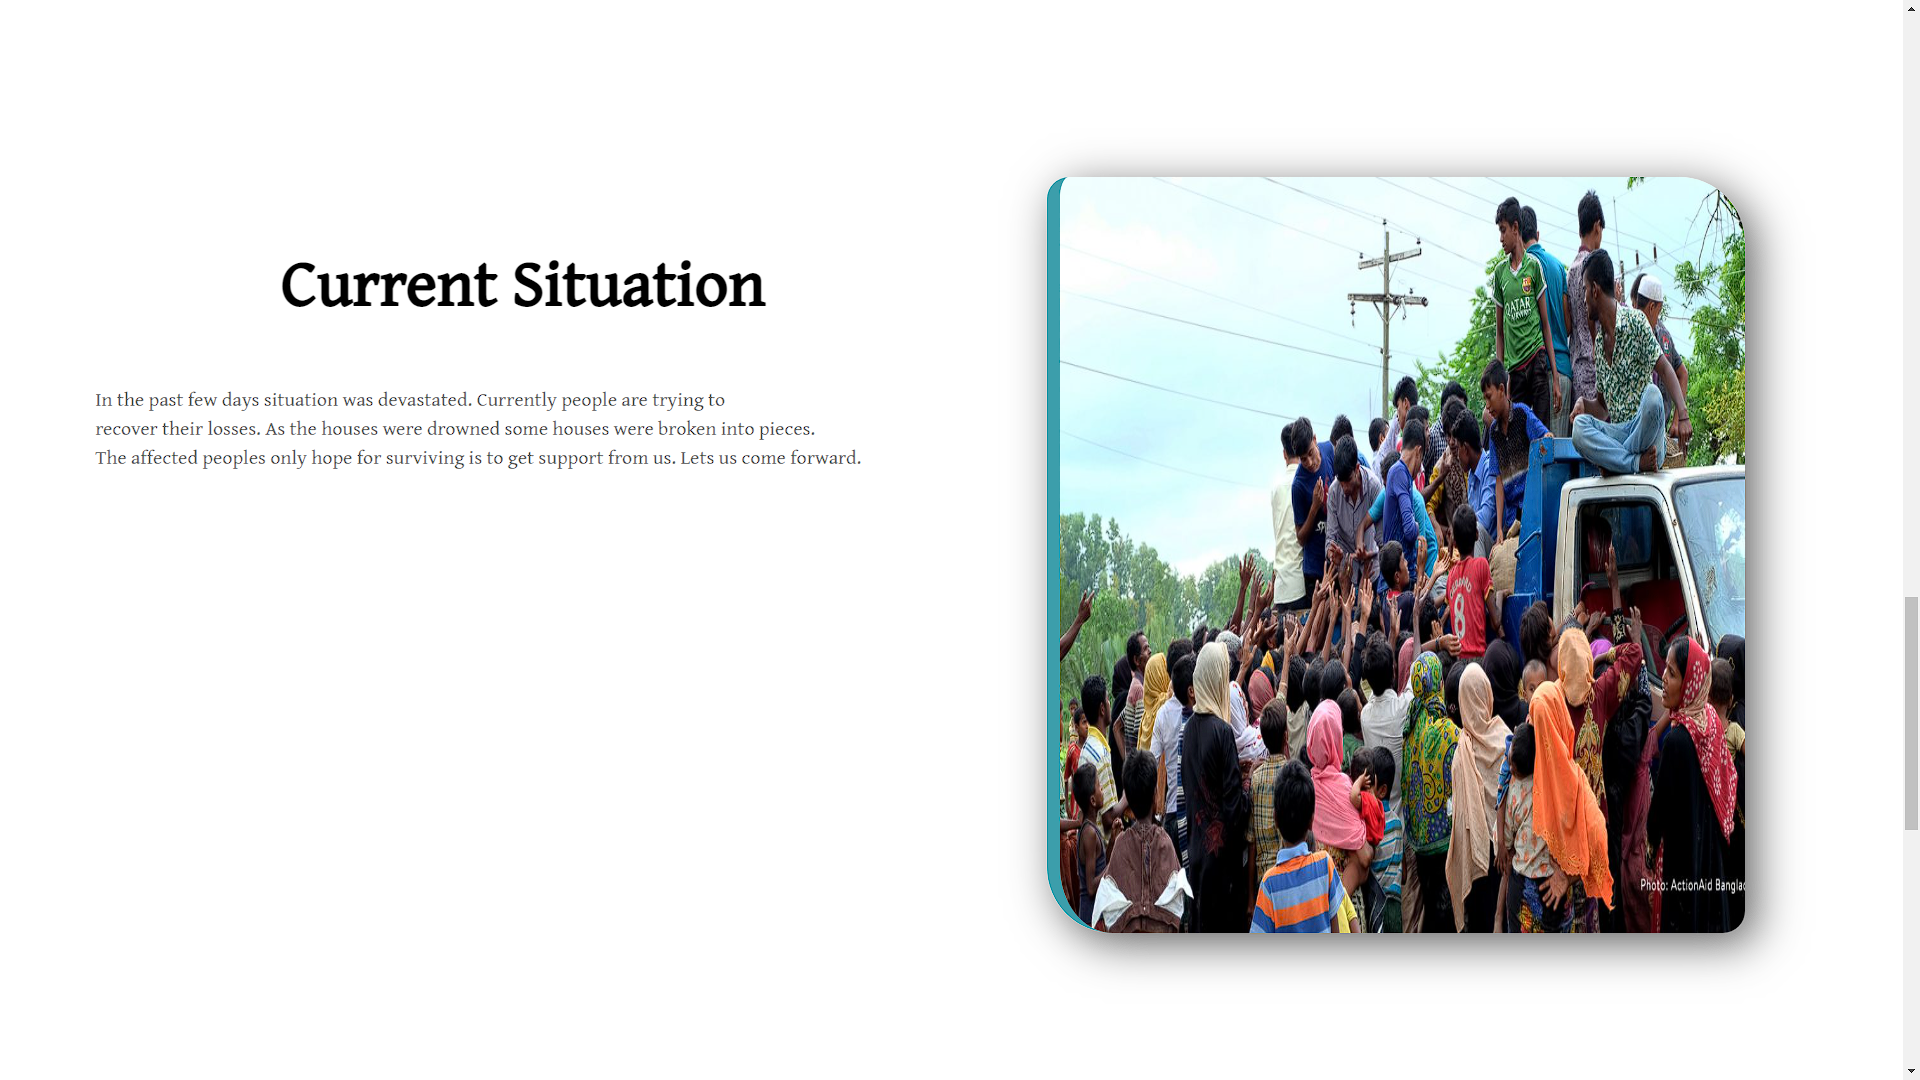 Current Situation
In the past few days situation was devastated. Currently people are trying to
recover their losses. As the houses were drowned some houses were broken into pieces.
The affected peoples only hope for surviving is to get support from us. Lets us come forward.
QATAR
8
Photo: ActionAid Banglad